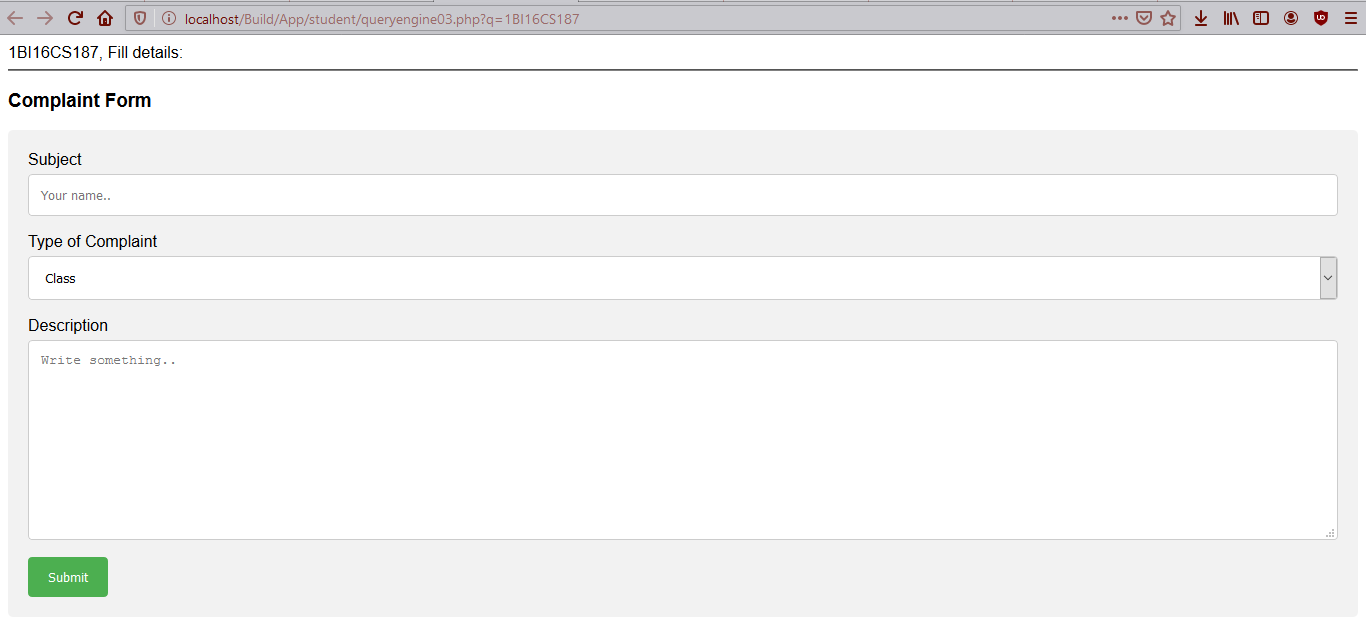 localhost/Build/App/student/queryengine03.php?q=1BI16CS187
1BI16CS187, Fill details:
Complaint Form
Subject
Your name..
Type of Complaint
Class
Description
Write something..
Submit